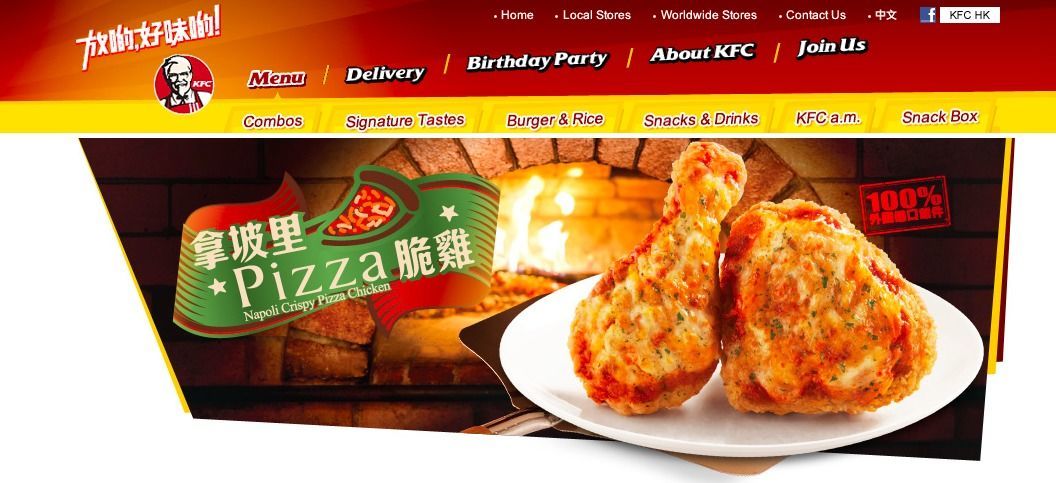 Home
Local Stores
Worldwide Stores
Contact Us
中文
f
KFC HK
放啲,好味啲!
KFC
Menu / Delivery / Birthday Party / About KFC / Join Us
Combos
Signature Tastes
Burger & Rice
Snacks & Drinks
KFC a.m.
Snack Box
100%
拿坡里
Pizza脆雞
Napoli Crispy Pizza Chicken